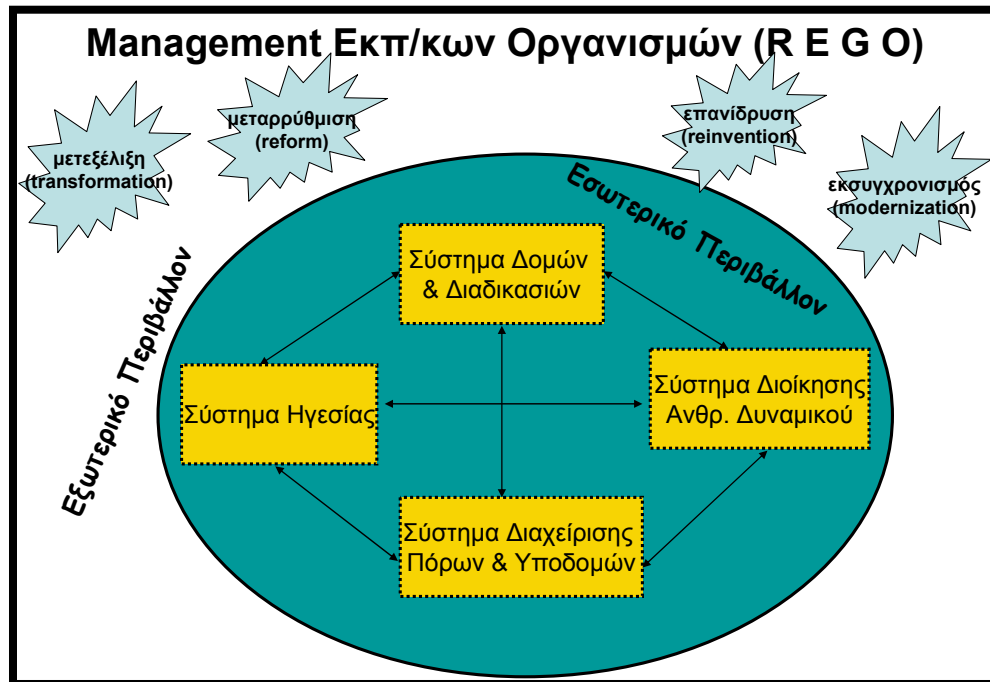 Management Εκπ/κων Οργανισμών (R E G O)
μετεξέλιξη
(transformation)
μεταρρύθμιση
(reform)
επανίδρυση
(reinvention)
εκσυγχρονισμός
(modernization)
Εξωτερικό Περιβάλλον
Εσωτερικό Περιβάλλον
Σύστημα Δομών
& Διαδικασιών
Σύστημα Ηγεσίας
Σύστημα Διοίκησης
Ανθρ. Δυναμικού
Σύστημα Διαχείρισης
Πόρων & Υποδομών